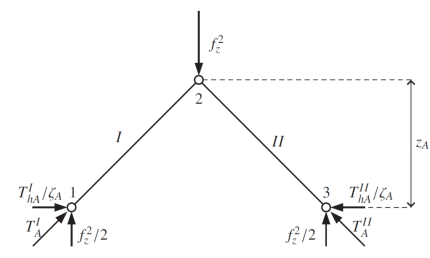 f_z^2
2
I
II
z_A
T_{hA}^I/ζ_A
1
3
T_{hA}^{II}/ζ_A
T_A^I
f_z^2/2
f_z^2/2
T_A^{II}